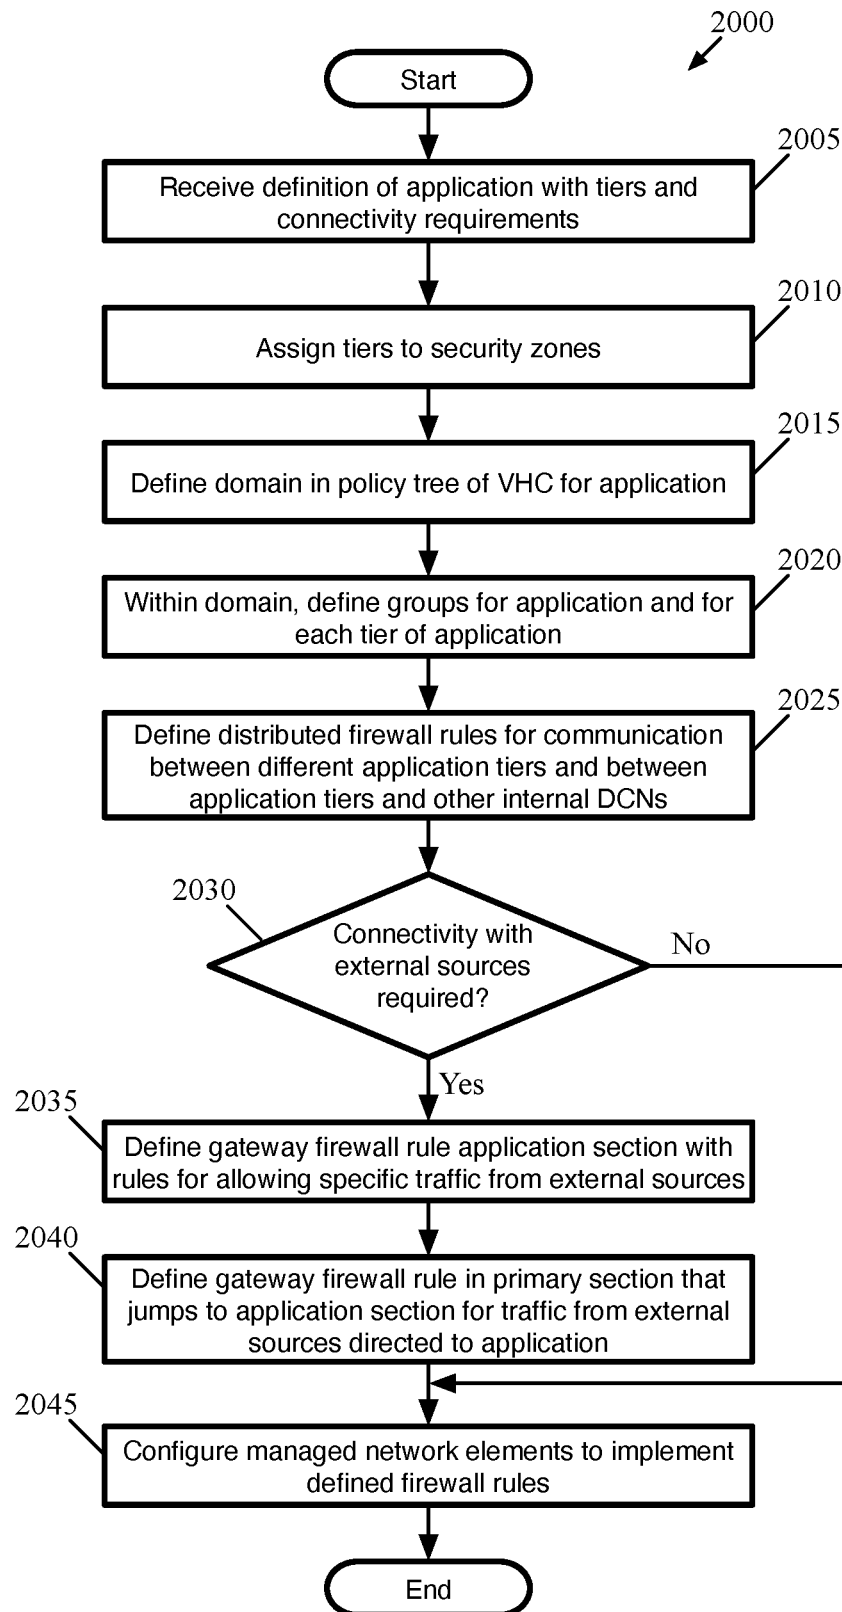 2000
Start
2005
Receive definition of application with tiers and
connectivity requirements
2010
Assign tiers to security zones
2015
Define domain in policy tree of VHC for application
2020
Within domain, define groups for application and for
each tier of application
2025
Define distributed firewall rules for communication
between different application tiers and between
application tiers and other internal DCNs
2030
Connectivity with
external sources
required?
No
Yes
2035
Define gateway firewall rule application section with
rules for allowing specific traffic from external sources
2040
Define gateway firewall rule in primary section that
jumps to application section for traffic from external
sources directed to application
2045
Configure managed network elements to implement
defined firewall rules
End